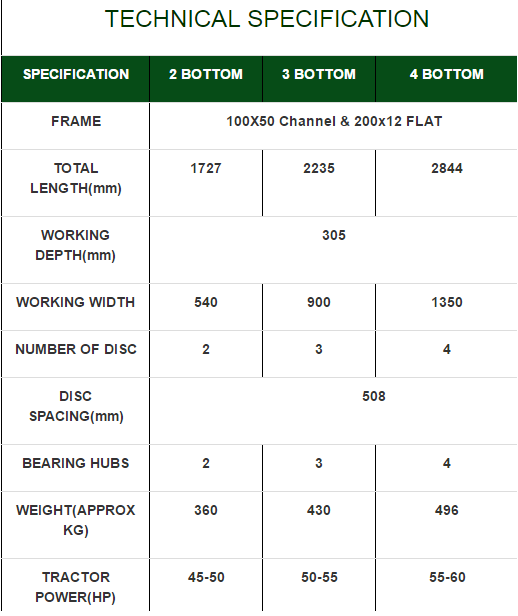 TECHNICAL SPECIFICATION
SPECIFICATION 2 BOTTOM 3 BOTTOM 4 BOTTOM
FRAME 100X50 Channel & 200x12 FLAT
TOTAL 1727 2235 2844
LENGTH(mm)
WORKING 305
DEPTH(mm)
WORKING WIDTH 540 900 1350
NUMBER OF DISC 2 3 4
DISC 508
SPACING(mm)
BEARING HUBS 2 3 4
WEIGHT(APPROX 360 430 496
KG)
TRACTOR 45-50 50-55 55-60
POWER(HP)